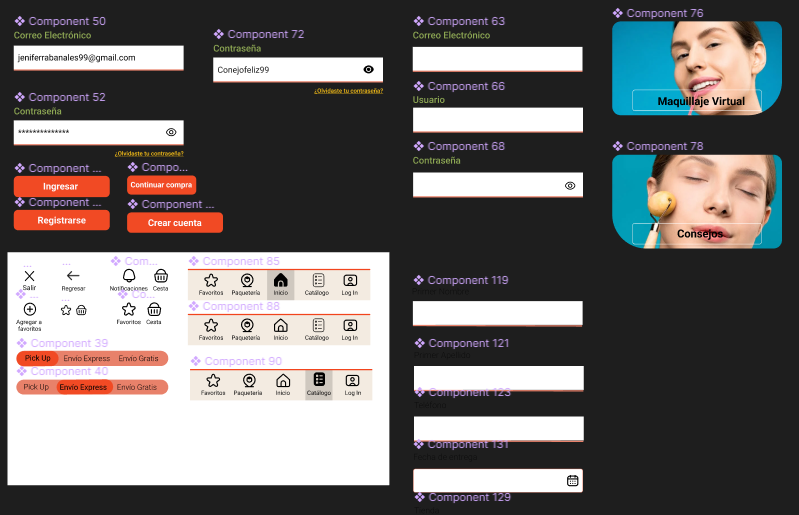 Component 50
Correo Electrónico
jeniferrabanales99@gmail.com
Component 72
Contraseña
Conejofeliz99
¿Olvidaste tu contraseña?
Component 52
Contraseña
**************
¿Olvidaste tu contraseña?
Component ...
Ingresar
Component ...
Registrarse
Compo...
Continuar compra
Component ...
Crear cuenta
Component 63
Correo Electrónico
Component 66
Usuario
Component 68
Contraseña
Component 76
Maquillaje Virtual
Component 78
Consejos
...
Salir
...
Regresar
Com...
Notificaciones
Cesta
...
Agregar a
favoritos
...
Co...
Favoritos
Cesta
Component 39
Pick Up
Envío Express
Envío Gratis
Component 40
Pick Up
Envío Express
Envío Gratis
Component 85
Favoritos
Paquetería
Inicio
Catálogo
Log In
Component 88
Favoritos
Paquetería
Inicio
Catálogo
Log In
Component 90
Favoritos
Paquetería
Inicio
Catálogo
Log In
Component 119
Component 121
Component 123
Component 131
Component 129